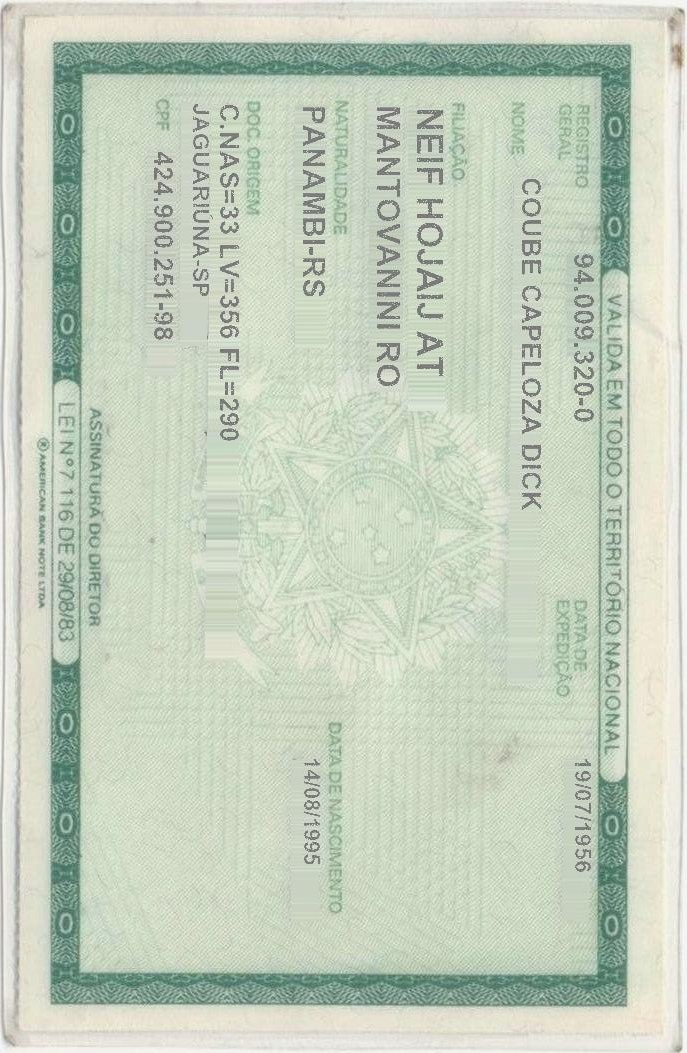 VALIDA EM TODO O TERRITÓRIO NACIONAL
REGISTRO GERAL 94.009.320-0 DATA DE EXPEDIÇÃO 19/07/1956
NOME COUBE CAPELOZA DICK
FILIAÇÃO
NEIF HOJAIJ AT
MANTOVANINI RO
NATURALIDADE DATA DE NASCIMENTO
PANAMBI-RS 14/08/1995
DOC. ORIGEM
C.NAS=33 LV=356 FL=290
JAGUARIÚNA-SP
CPF 424.900.251-98
ASSINATURA DO DIRETOR
LEI Nº 7 116 DE 29/08/83
® AMERICAN BANK NOTE LTDA